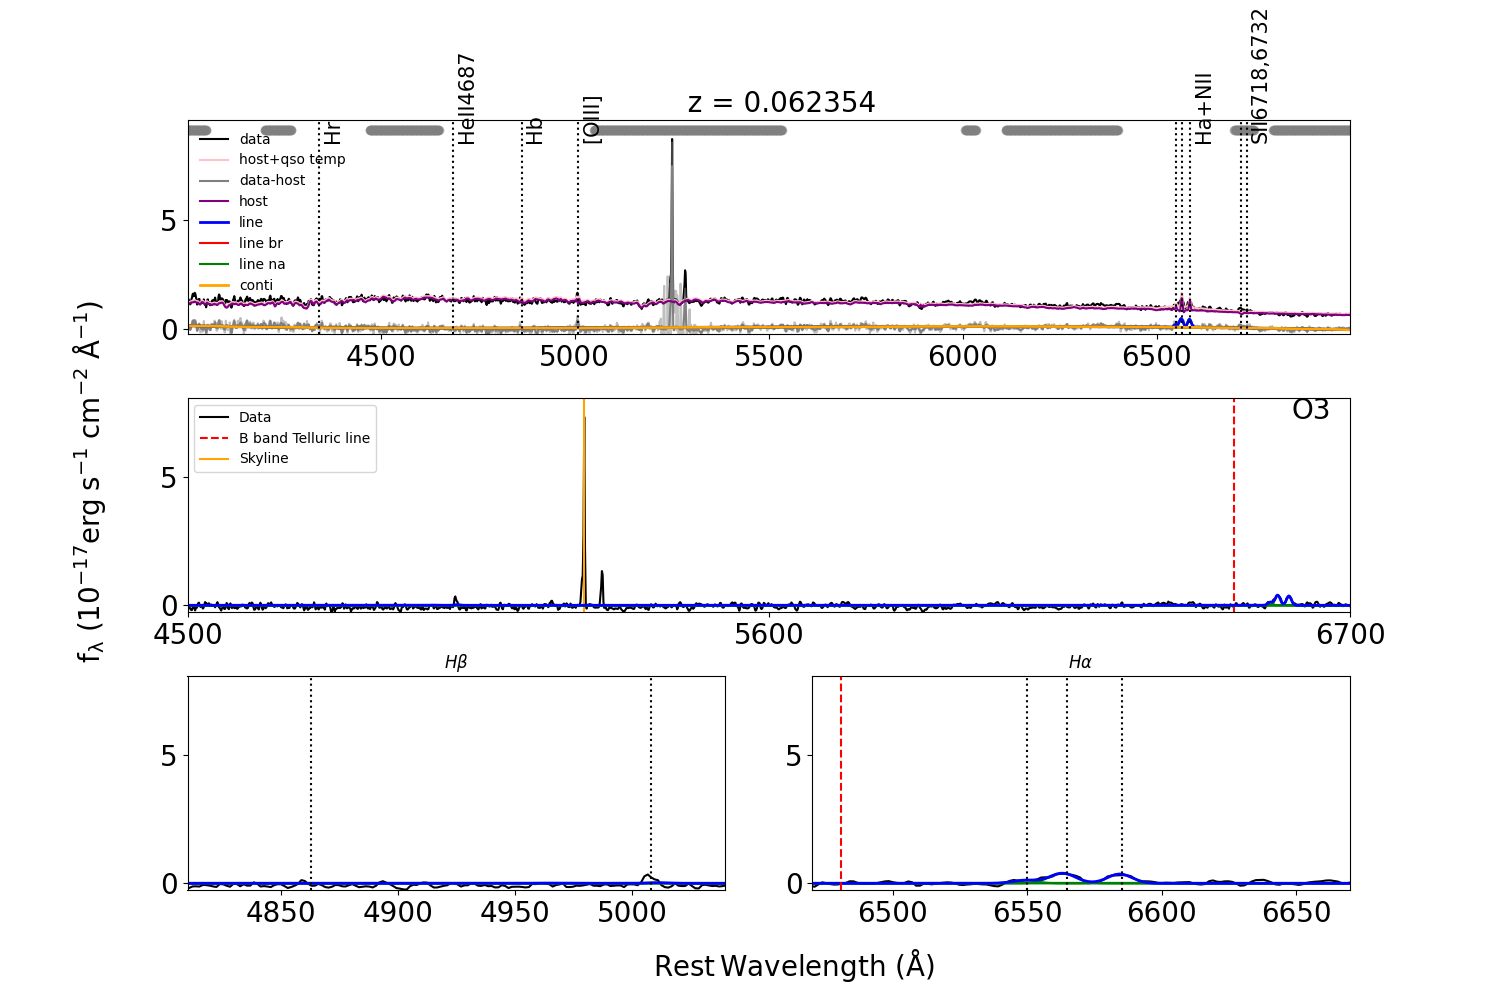 z = 0.062354
Hr
HeII4687
Hb
[OIII]
Ha+NII
SII6718,6732
data
host+qso temp
data-host
host
line
line br
line na
conti
5
0
4500
5000
5500
6000
6500
fλ (10⁻¹⁷erg s⁻¹ cm⁻² Å⁻¹)
O3
Data
B band Telluric line
Skyline
5
0
4500
5600
6700
Hβ
5
0
4850
4900
4950
5000
Hα
5
0
6500
6550
6600
6650
Rest Wavelength (Å)